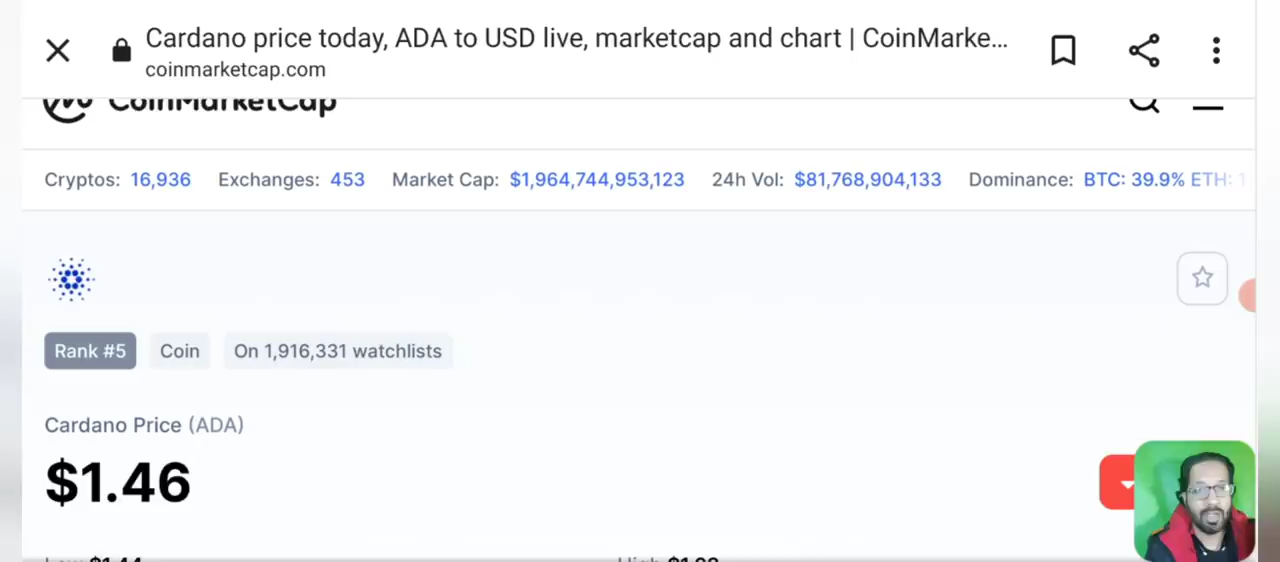 Cardano price today, ADA to USD live, marketcap and chart | CoinMarke...
coinmarketcap.com
CoinMarketCap
Cryptos: 16,936 Exchanges: 453 Market Cap: $1,964,744,953,123 24h Vol: $81,768,904,133 Dominance: BTC: 39.9% ETH:
Rank #5 Coin On 1,916,331 watchlists
Cardano Price (ADA)
$1.46